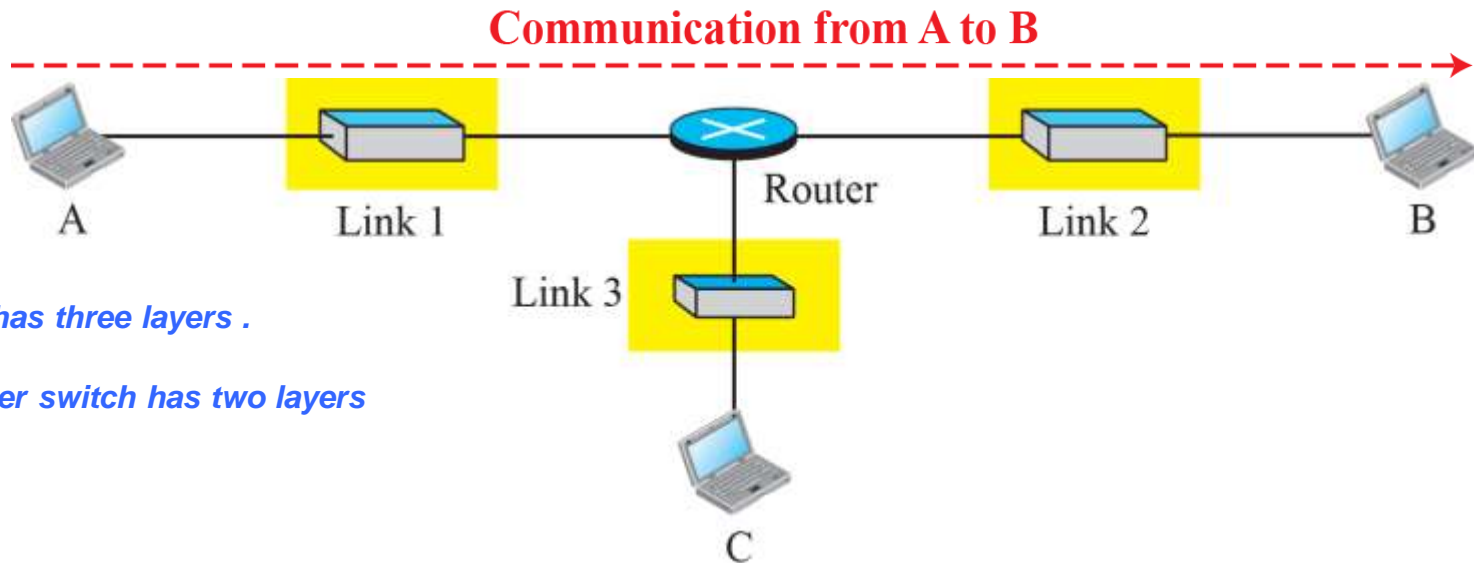 Communication from A to B
A
Link 1
Router
Link 2
B
Link 3
has three layers .
er switch has two layers
C